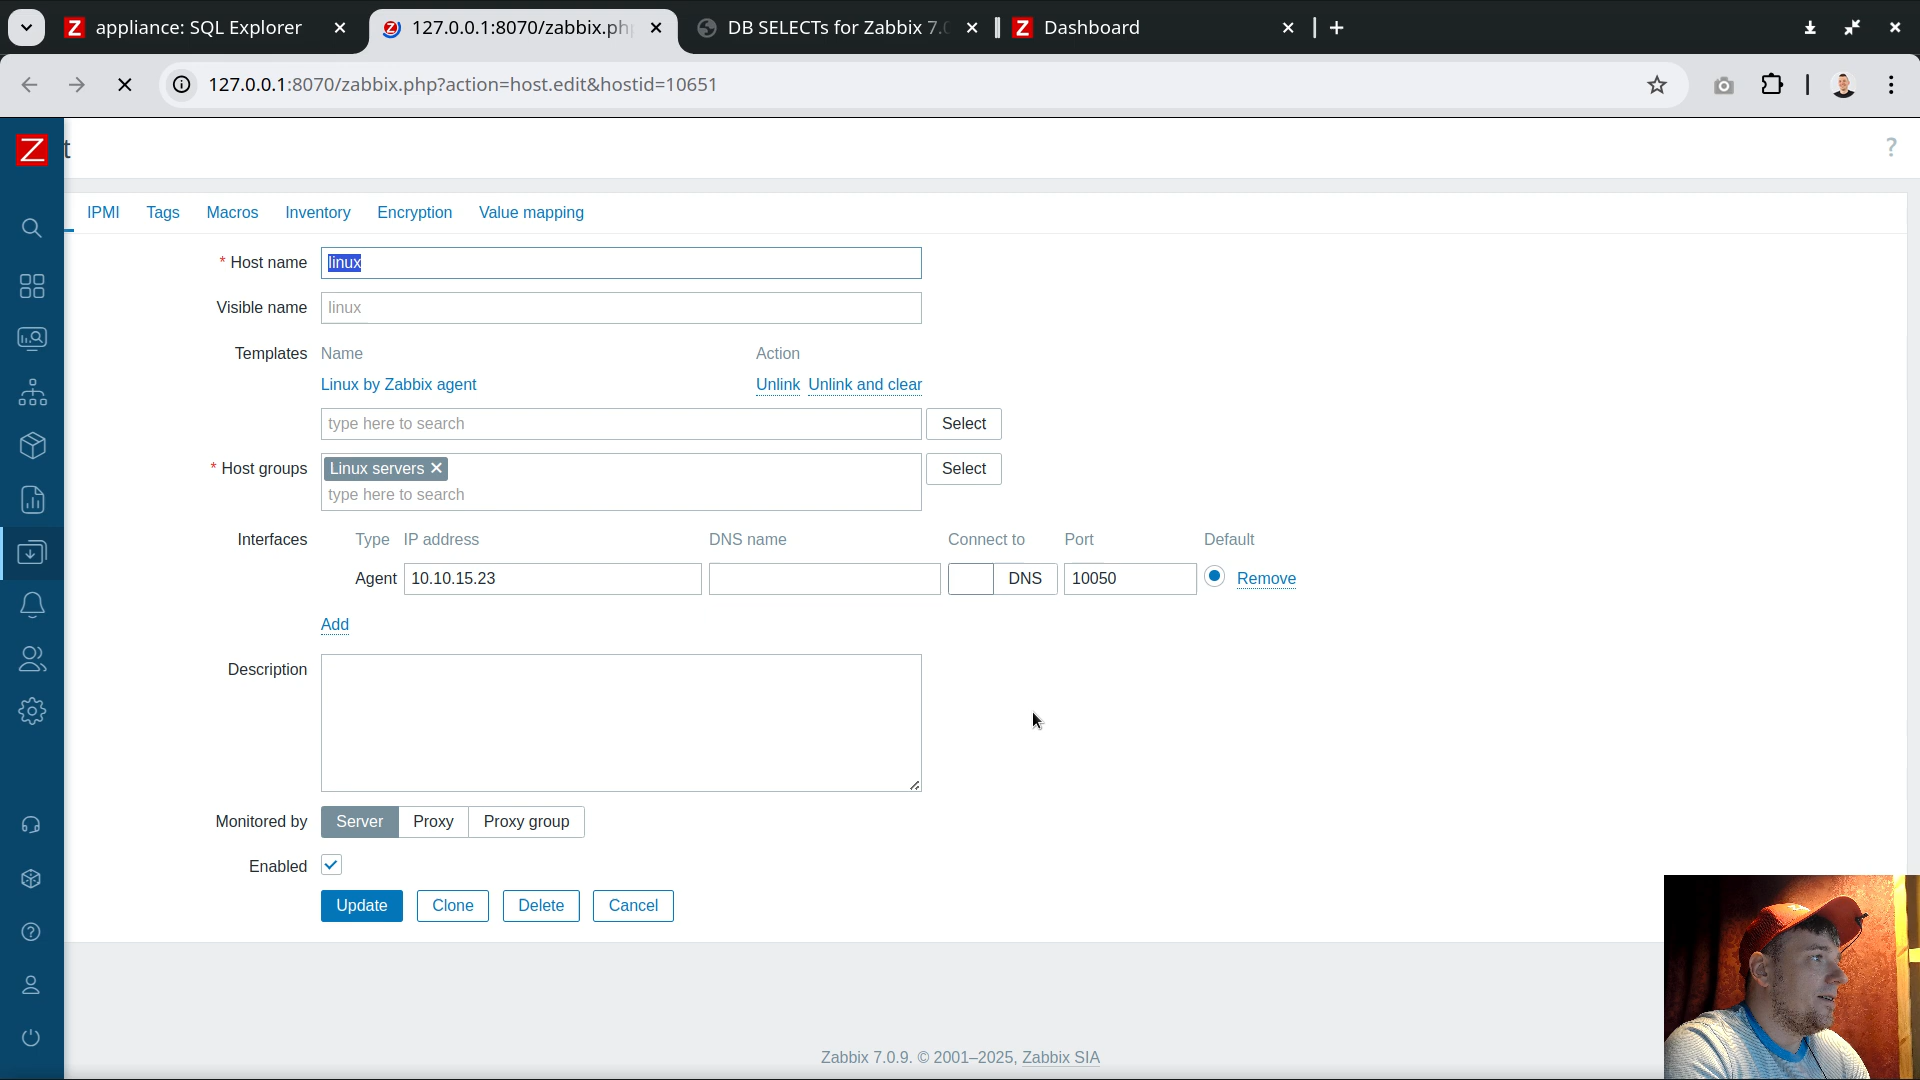 appliance: SQL Explorer
127.0.0.1:8070/zabbix.ph
DB SELECTs for Zabbix 7.0
Z Dashboard
127.0.0.1:8070/zabbix.php?action=host.edit&hostid=10651
Z
t
?
IPMI Tags Macros Inventory Encryption Value mapping
* Host name linux
Visible name linux
Templates Name Action
Linux by Zabbix agent Unlink Unlink and clear
type here to search Select
* Host groups Linux servers Select
type here to search
Interfaces Type IP address DNS name Connect to Port Default
Agent 10.10.15.23 DNS 10050 Remove
Add
Description
Monitored by Server Proxy Proxy group
Enabled
Update Clone Delete Cancel
Zabbix 7.0.9. © 2001–2025, Zabbix SIA